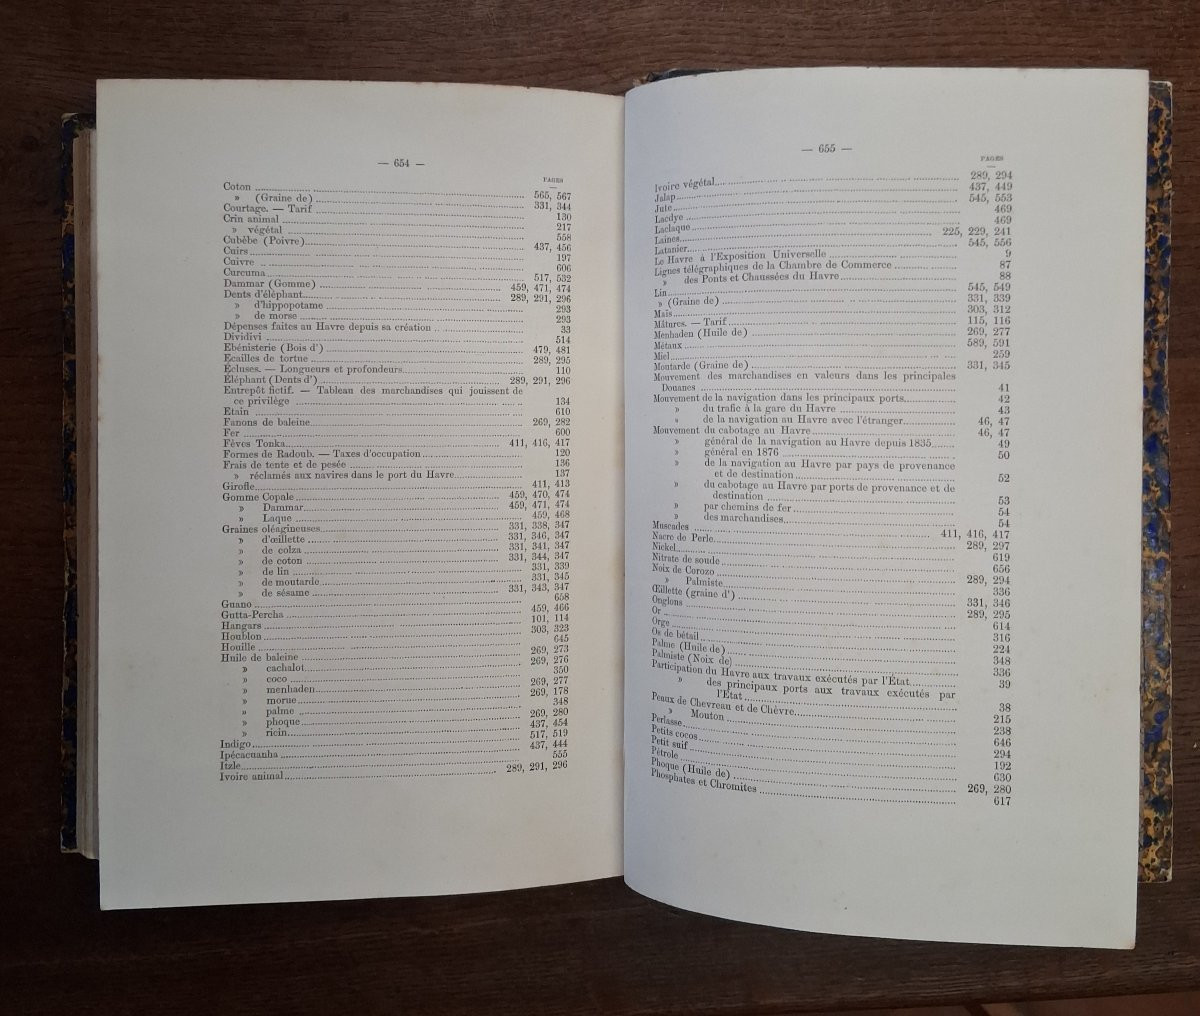 — 654 —
PAGES
Coton 565, 567
» (Graine de) 331, 344
Courtage. — Tarif 130
Crin animal 217
» végétal 558
Cubèbe (Poivre) 437, 456
Cuirs 197
Cuivre 606
Curcuma 517, 532
Dammar (Gomme) 459, 471, 474
Dents d'éléphant 289, 291, 296
» d'hippopotame 293
» de morse 293
Dépenses faites au Havre depuis sa création 33
Dividivi 514
Ebénisterie (Bois d') 479, 481
Ecailles de tortue 289, 295
Écluses. — Longueurs et profondeurs 110
Éléphant (Dents d') 289, 291, 296
Entrepôt fictif. — Tableau des marchandises qui jouissent de
ce privilège 134
Etain 610
Fanons de baleine 269, 282
Fer 600
Fèves Tonka 411, 416, 417
Formes de Radoub. — Taxes d'occupation 120
Frais de tente et de pesée 136
» réclamés aux navires dans le port du Havre 137
Girofle 411, 413
Gomme Copale 459, 470, 474
» Dammar 459, 471, 474
» Laque 459, 468
Graines oléagineuses 331, 338, 347
» d'œillette 331, 346, 347
» de colza 331, 341, 347
» de coton 331, 344, 347
» de lin 331, 339
» de moutarde 331, 345
» de sésame 331, 343, 347
Guano 658
Gutta-Percha 459, 466
Hangars 101, 114
Houblon 303, 323
Houille 645
Huile de baleine 269, 273
» cachalot 269, 276
» coco 350
» menhaden 269, 277
» morue 269, 178
» palme 348
» phoque 269, 280
» ricin 437, 454
Indigo 517, 519
Ipécacuanha 437, 444
Itzle 555
Ivoire animal 289, 291, 296
— 655 —
PAGES
Ivoire végétal 289, 294
Jalap 437, 449
Jute 545, 553
Lacdye 469
Laclaque 469
Laines 225, 229, 241
Latanier 545, 556
Le Havre à l'Exposition Universelle 9
Lignes télégraphiques de la Chambre de Commerce 87
» des Ponts et Chaussées du Havre 88
Lin 545, 549
» (Graine de) 331, 339
Maïs 303, 312
Mâtures. — Tarif 115, 116
Menhaden (Huile de) 269, 277
Métaux 589, 591
Miel 259
Moutarde (Graine de) 331, 345
Mouvement des marchandises en valeurs dans les principales
Douanes 41
Mouvement de la navigation dans les principaux ports 42
» du trafic à la gare du Havre 43
» de la navigation au Havre avec l'étranger 46, 47
Mouvement du cabotage au Havre 46, 47
» général de la navigation au Havre depuis 1835 49
» général en 1876 50
» de la navigation au Havre par pays de provenance
et de destination 52
» du cabotage au Havre par ports de provenance et de
destination 53
» par chemins de fer 54
» des marchandises 54
Muscades 411, 416, 417
Nacre de Perle 289, 297
Nickel 619
Nitrate de soude 656
Noix de Corozo 289, 294
» Palmiste 336
Œillette (graine d') 331, 346
Onglons 289, 295
Or 614
Orge 316
Os de bétail 224
Palme (Huile de) 348
Palmiste (Noix de) 336
Participation du Havre aux travaux exécutés par l'État 39
» des principaux ports aux travaux exécutés par
l'État 38
Peaux de Chevreau et de Chèvre 215
» Mouton 238
Perlasse 646
Petits cocos 294
Petit suif 192
Pétrole 630
Phoque (Huile de) 269, 280
Phosphates et Chromites 617